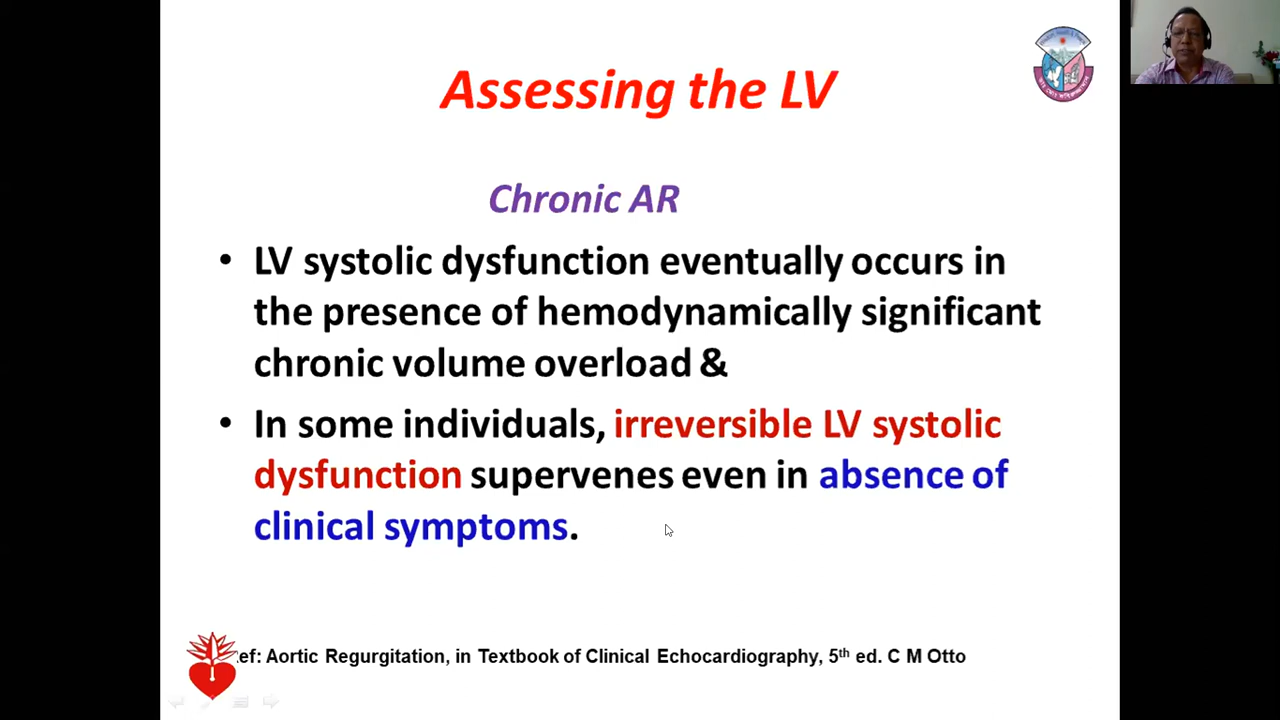 Assessing the LV
Chronic AR
• LV systolic dysfunction eventually occurs in
the presence of hemodynamically significant
chronic volume overload &
• In some individuals, irreversible LV systolic
dysfunction supervenes even in absence of
clinical symptoms.
ef: Aortic Regurgitation, in Textbook of Clinical Echocardiography, 5th ed. C M Otto